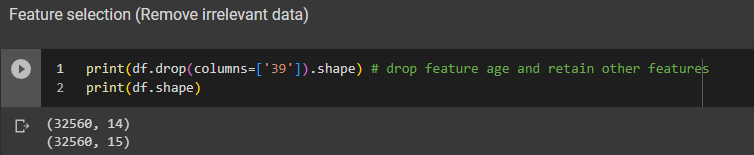 Feature selection (Remove irrelevant data)
1 print(df.drop(columns=['39']).shape) # drop feature age and retain other features
2 print(df.shape)
(32560, 14)
(32560, 15)